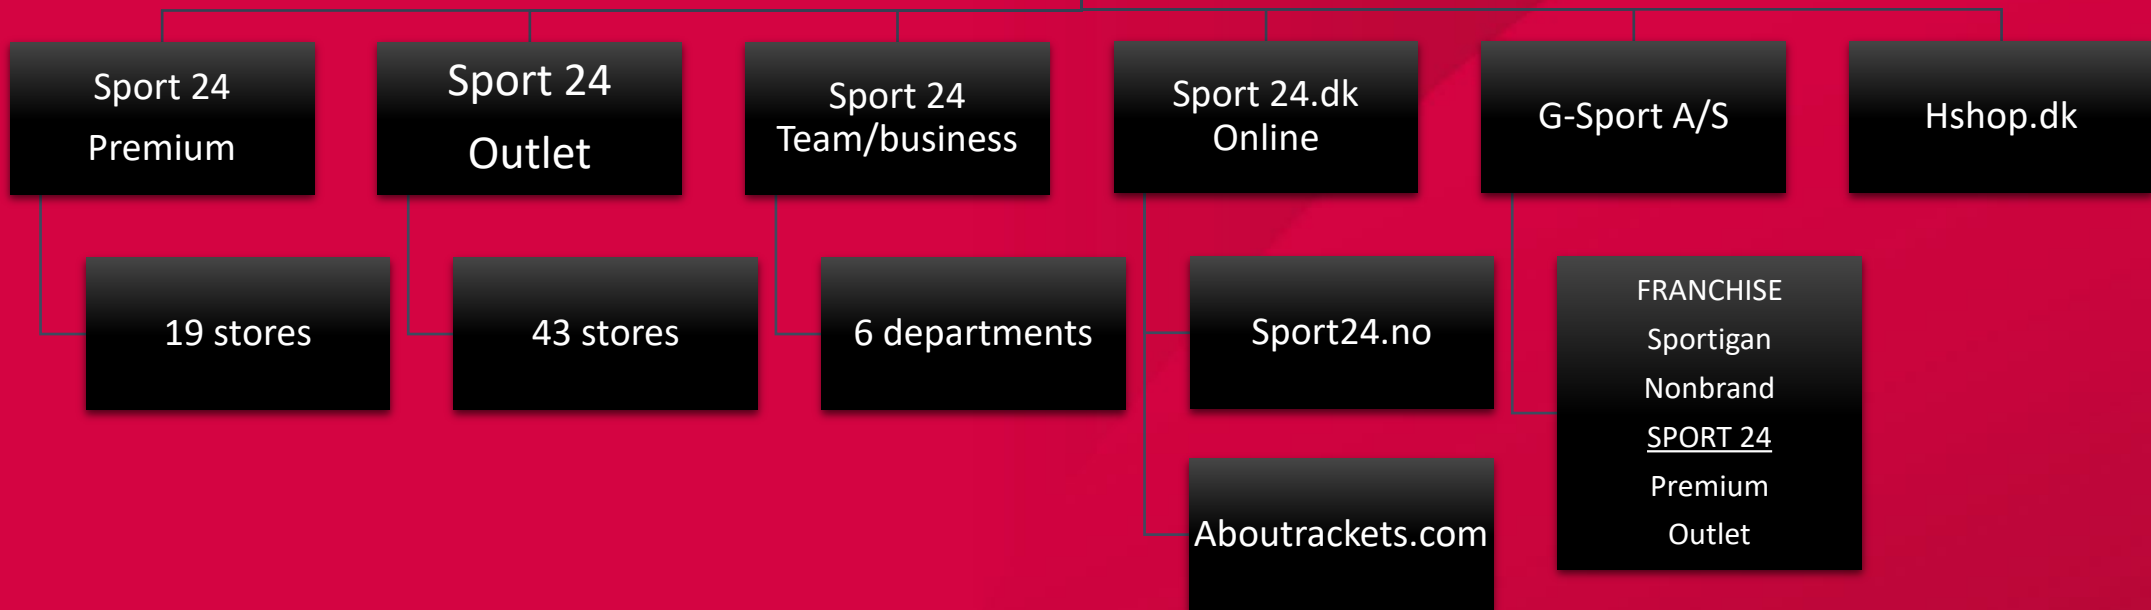 Sport 24
Premium
Sport 24
Outlet
Sport 24
Team/business
Sport 24.dk
Online
G-Sport A/S
Hshop.dk
19 stores
43 stores
6 departments
Sport24.no
Aboutrackets.com
FRANCHISE
Sportigan
Nonbrand
SPORT 24
Premium
Outlet